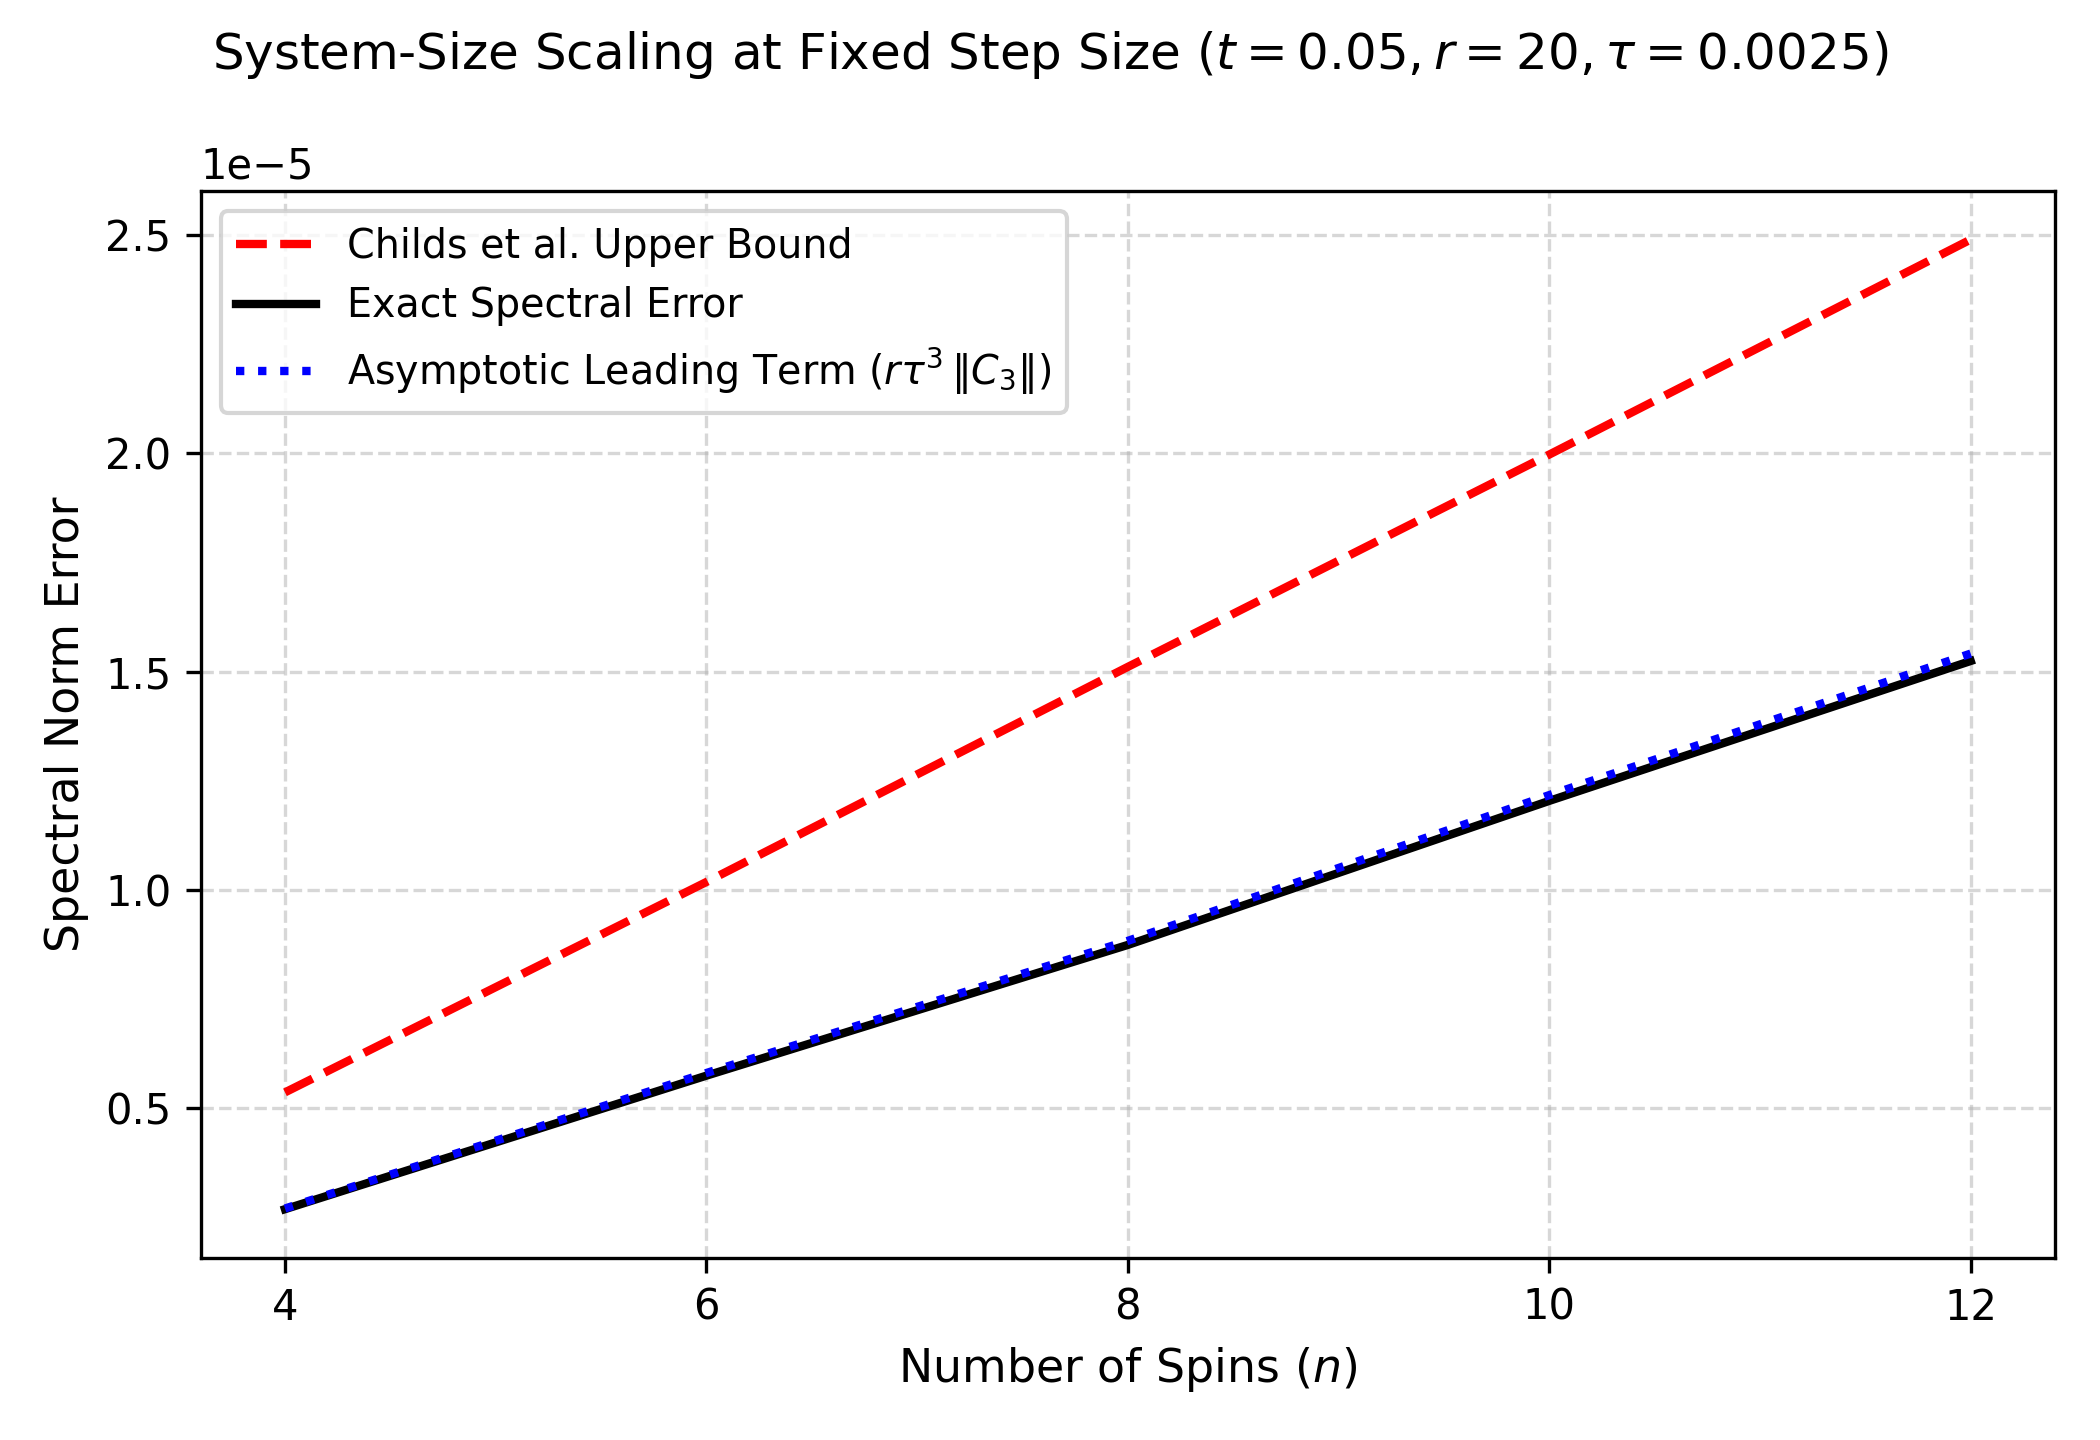 System-Size Scaling at Fixed Step Size (t = 0.05, r = 20, τ = 0.0025)
1e−5
2.5
2.0
1.5
1.0
0.5
Spectral Norm Error
Childs et al. Upper Bound
Exact Spectral Error
Asymptotic Leading Term (rτ³ ‖C₃‖)
4 6 8 10 12
Number of Spins (n)